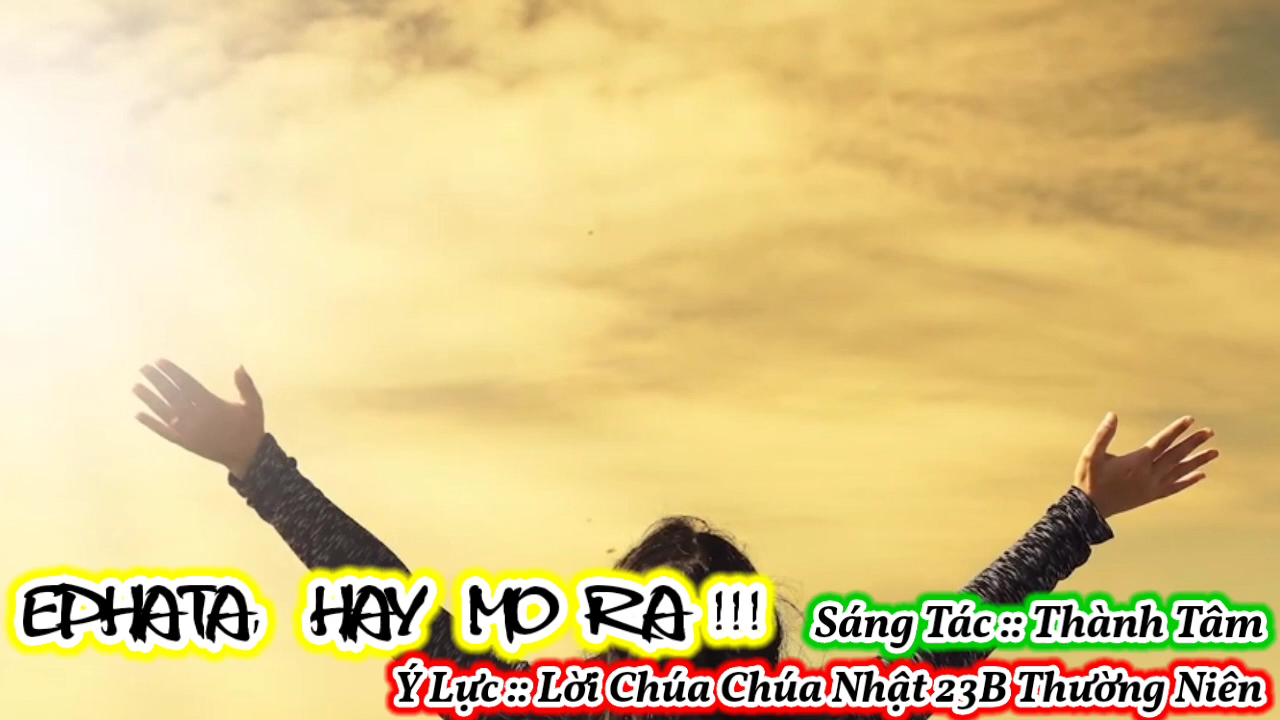 EPHATA, HAY MO RA !!!
Sáng Tác :: Thành Tâm
Ý Lực :: Lời Chúa Chúa Nhật 23B Thường Niên